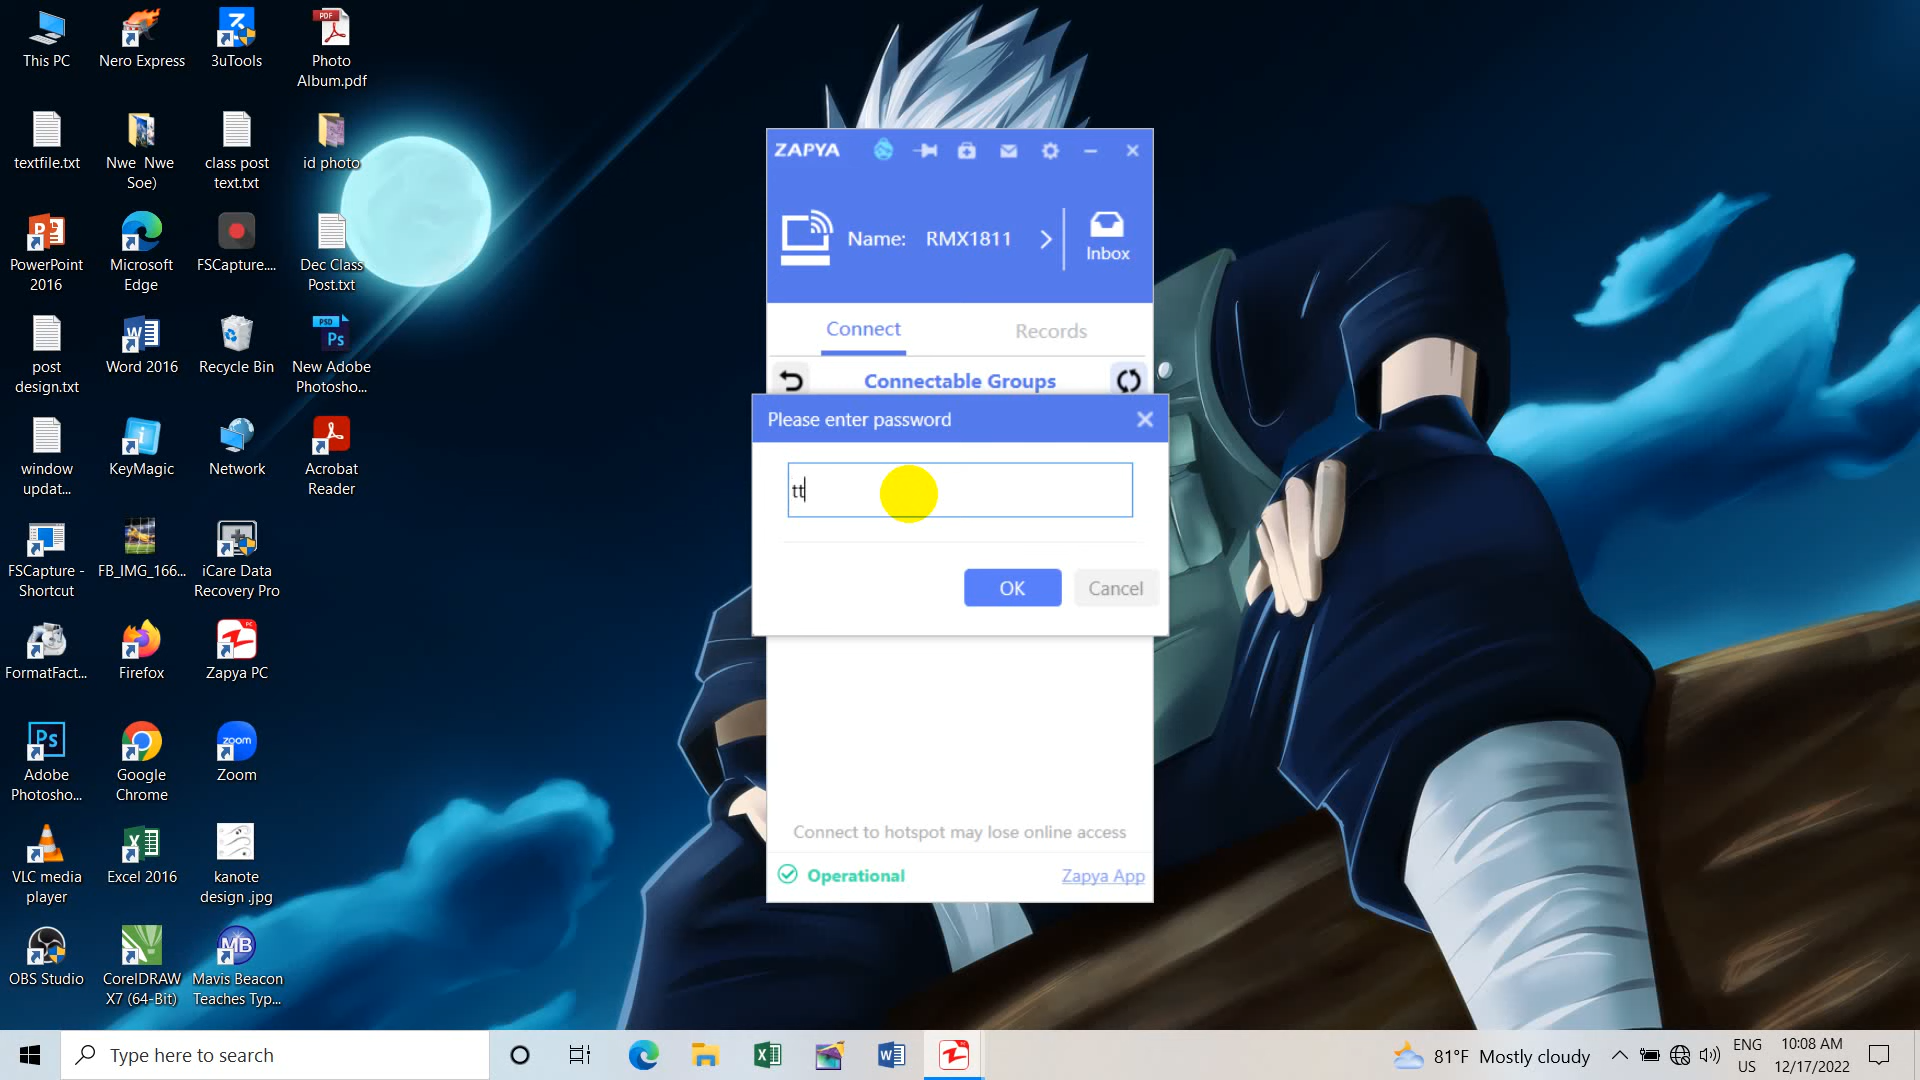 This PC
Nero Express
3uTools
Photo
Album.pdf
textfile.txt
Nwe Nwe
Soe)
class post
text.txt
id photo
PowerPoint
2016
Microsoft
Edge
FSCapture....
Dec Class
Post.txt
post
design.txt
Word 2016
Recycle Bin
New Adobe
Photosho...
window
updat...
KeyMagic
Network
Acrobat
Reader
FSCapture -
Shortcut
FB_IMG_166...
iCare Data
Recovery Pro
FormatFact...
Firefox
Zapya PC
Adobe
Photosho...
Google
Chrome
Zoom
VLC media
player
Excel 2016
kanote
design .jpg
OBS Studio
CorelDRAW
X7 (64-Bit)
Mavis Beacon
Teaches Typ...
ZAPYA
Name: RMX1811
Inbox
Connect
Records
Connectable Groups
Please enter password
tt
OK
Cancel
Connect to hotspot may lose online access
Operational
Zapya App
Type here to search
81°F Mostly cloudy
ENG
US
10:08 AM
12/17/2022